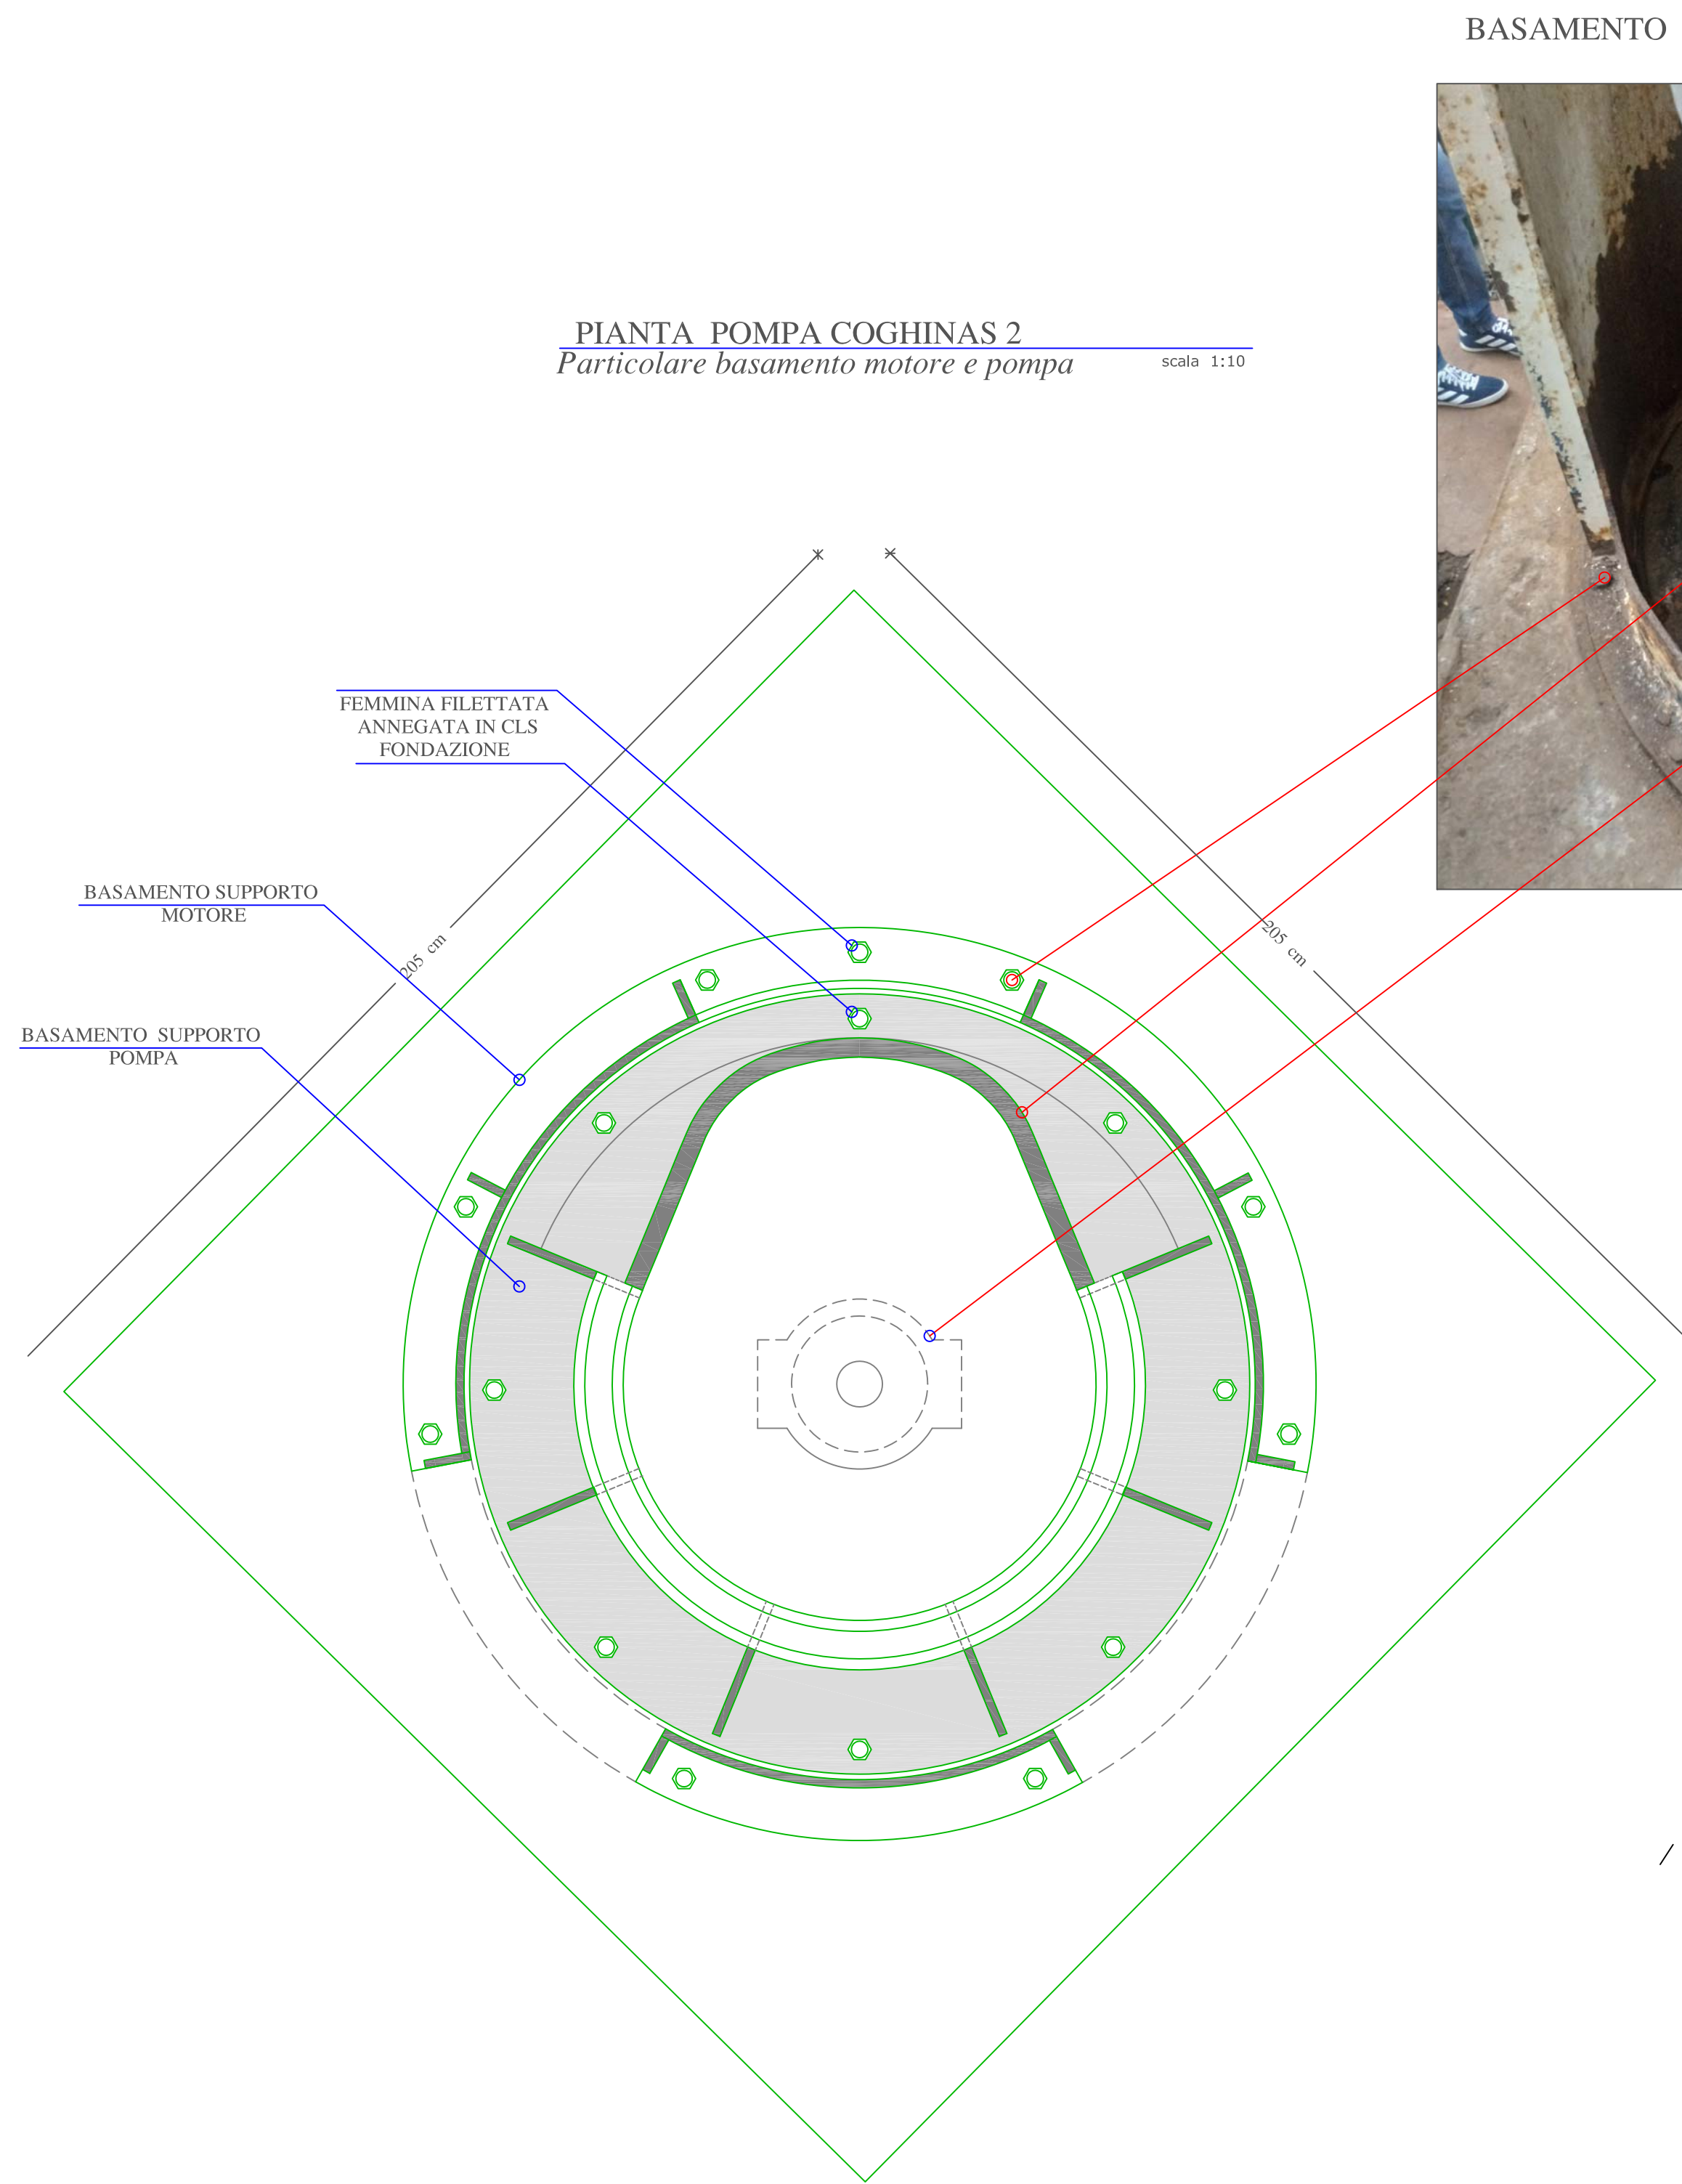 BASAMENTO
PIANTA POMPA COGHINAS 2
Particolare basamento motore e pompa
scala 1:10
FEMMINA FILETTATA
ANNEGATA IN CLS
FONDAZIONE
BASAMENTO SUPPORTO
MOTORE
205 cm
205 cm
BASAMENTO SUPPORTO
POMPA